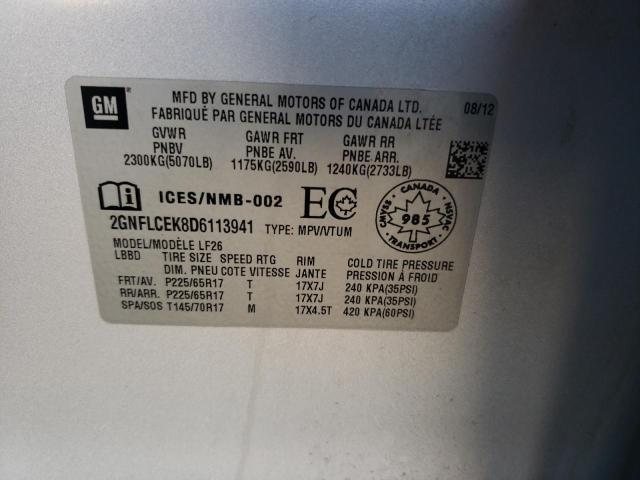 GM
MFD BY GENERAL MOTORS OF CANADA LTD. 08/12
FABRIQUÉ PAR GENERAL MOTORS DU CANADA LTÉE
GVWR GAWR FRT GAWR RR
PNBV PNBE AV. PNBE ARR.
2300KG(5070LB) 1175KG(2590LB) 1240KG(2733LB)
ICES/NMB-002 EC
CANADA
CMVSS 985 NSVAC
TRANSPORT
2GNFLCEK8D6113941 TYPE: MPV/VTUM
MODEL/MODÈLE LF26
LBBD TIRE SIZE SPEED RTG RIM COLD TIRE PRESSURE
DIM. PNEU COTE VITESSE JANTE PRESSION À FROID
FRT/AV. P225/65R17 T 17X7J 240 KPA(35PSI)
RR/ARR. P225/65R17 T 17X7J 240 KPA(35PSI)
SPA/SOS T145/70R17 M 17X4.5T 420 KPA(60PSI)